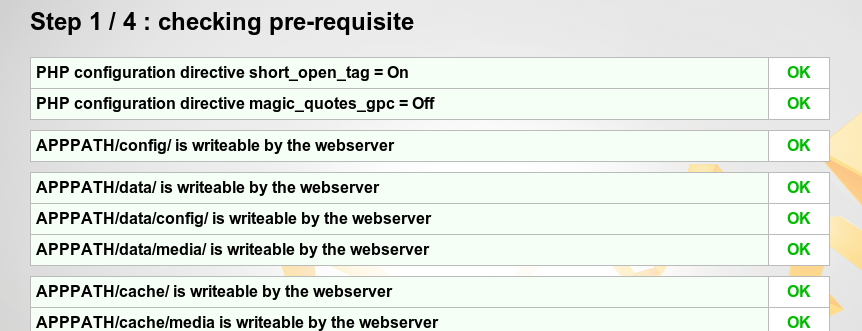 Step 1 / 4 : checking pre-requisite
PHP configuration directive short_open_tag = On OK
PHP configuration directive magic_quotes_gpc = Off OK
APPPATH/config/ is writeable by the webserver OK
APPPATH/data/ is writeable by the webserver OK
APPPATH/data/config/ is writeable by the webserver OK
APPPATH/data/media/ is writeable by the webserver OK
APPPATH/cache/ is writeable by the webserver OK
APPPATH/cache/media is writeable by the webserver OK